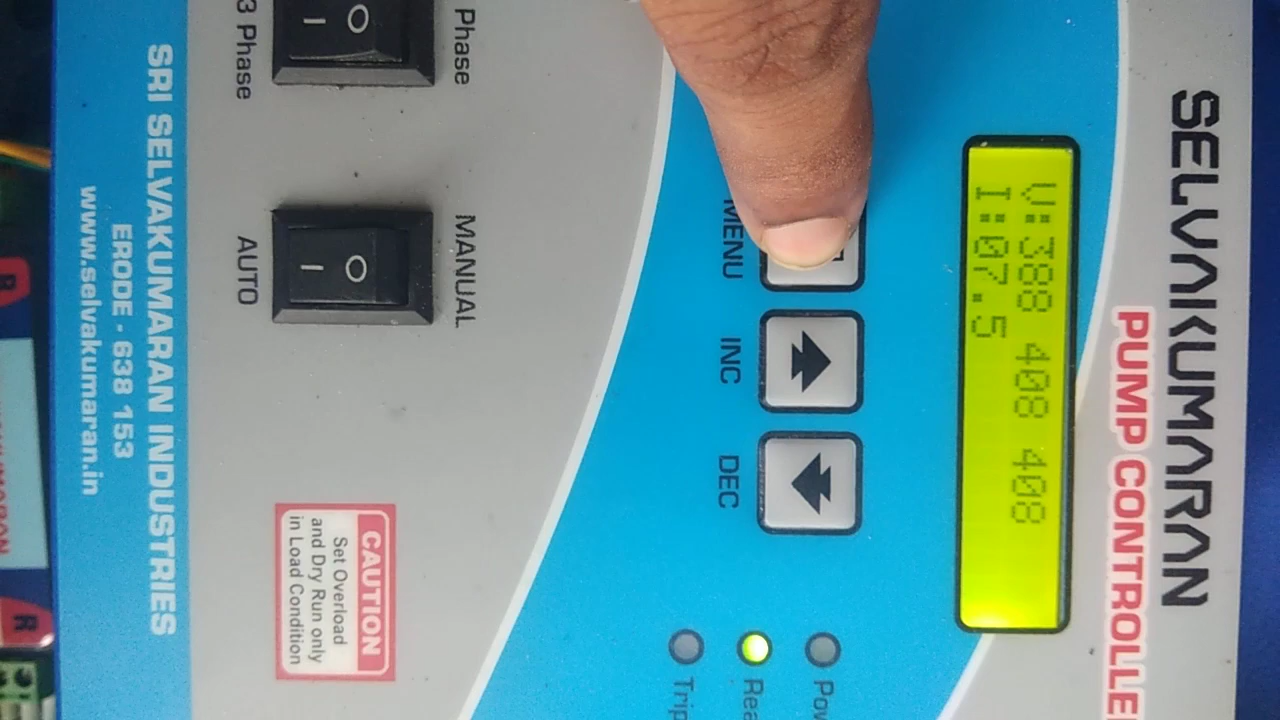 SELVAKUMARAN
PUMP CONTROLLE
V:388 408 408
I:07.5
MENU
INC
DEC
Pow
Rea
Trip
Phase
3 Phase
MANUAL
AUTO
CAUTION
Set Overload
and Dry Run only
in Load Condition
SRI SELVAKUMARAN INDUSTRIES
ERODE - 638 153
www.selvakumaran.in
R
R